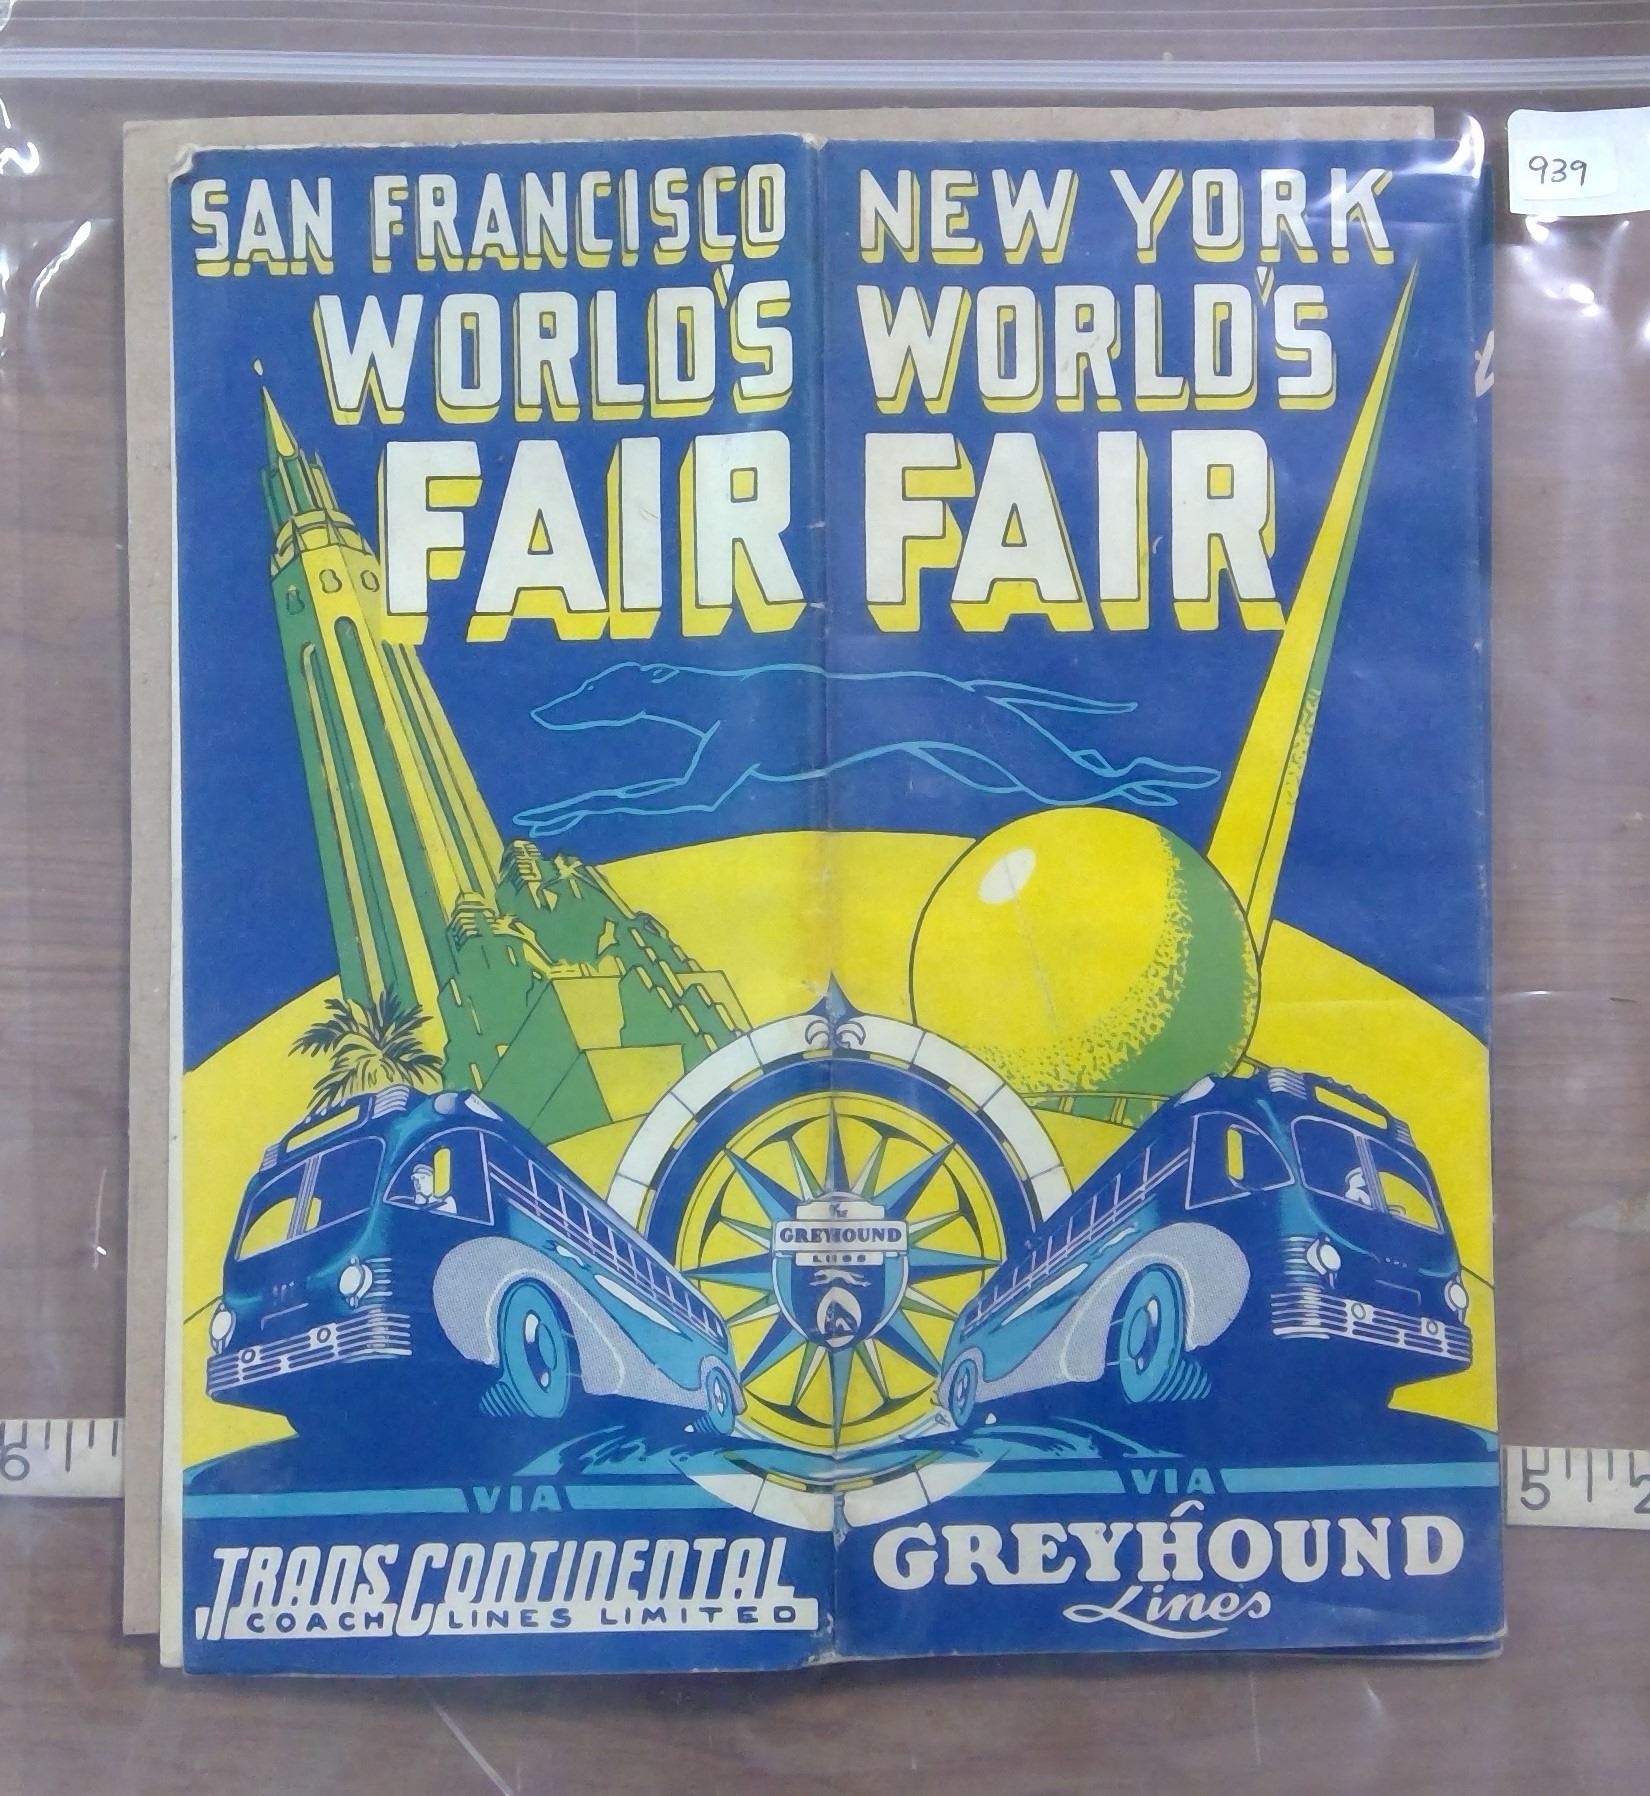 SAN FRANCISCO
WORLD'S
FAIR
NEW YORK
WORLD'S
FAIR
The
GREYHOUND
LINES
VIA
TRANS CONTINENTAL
COACH LINES LIMITED
VIA
GREYHOUND
Lines
939
6
5